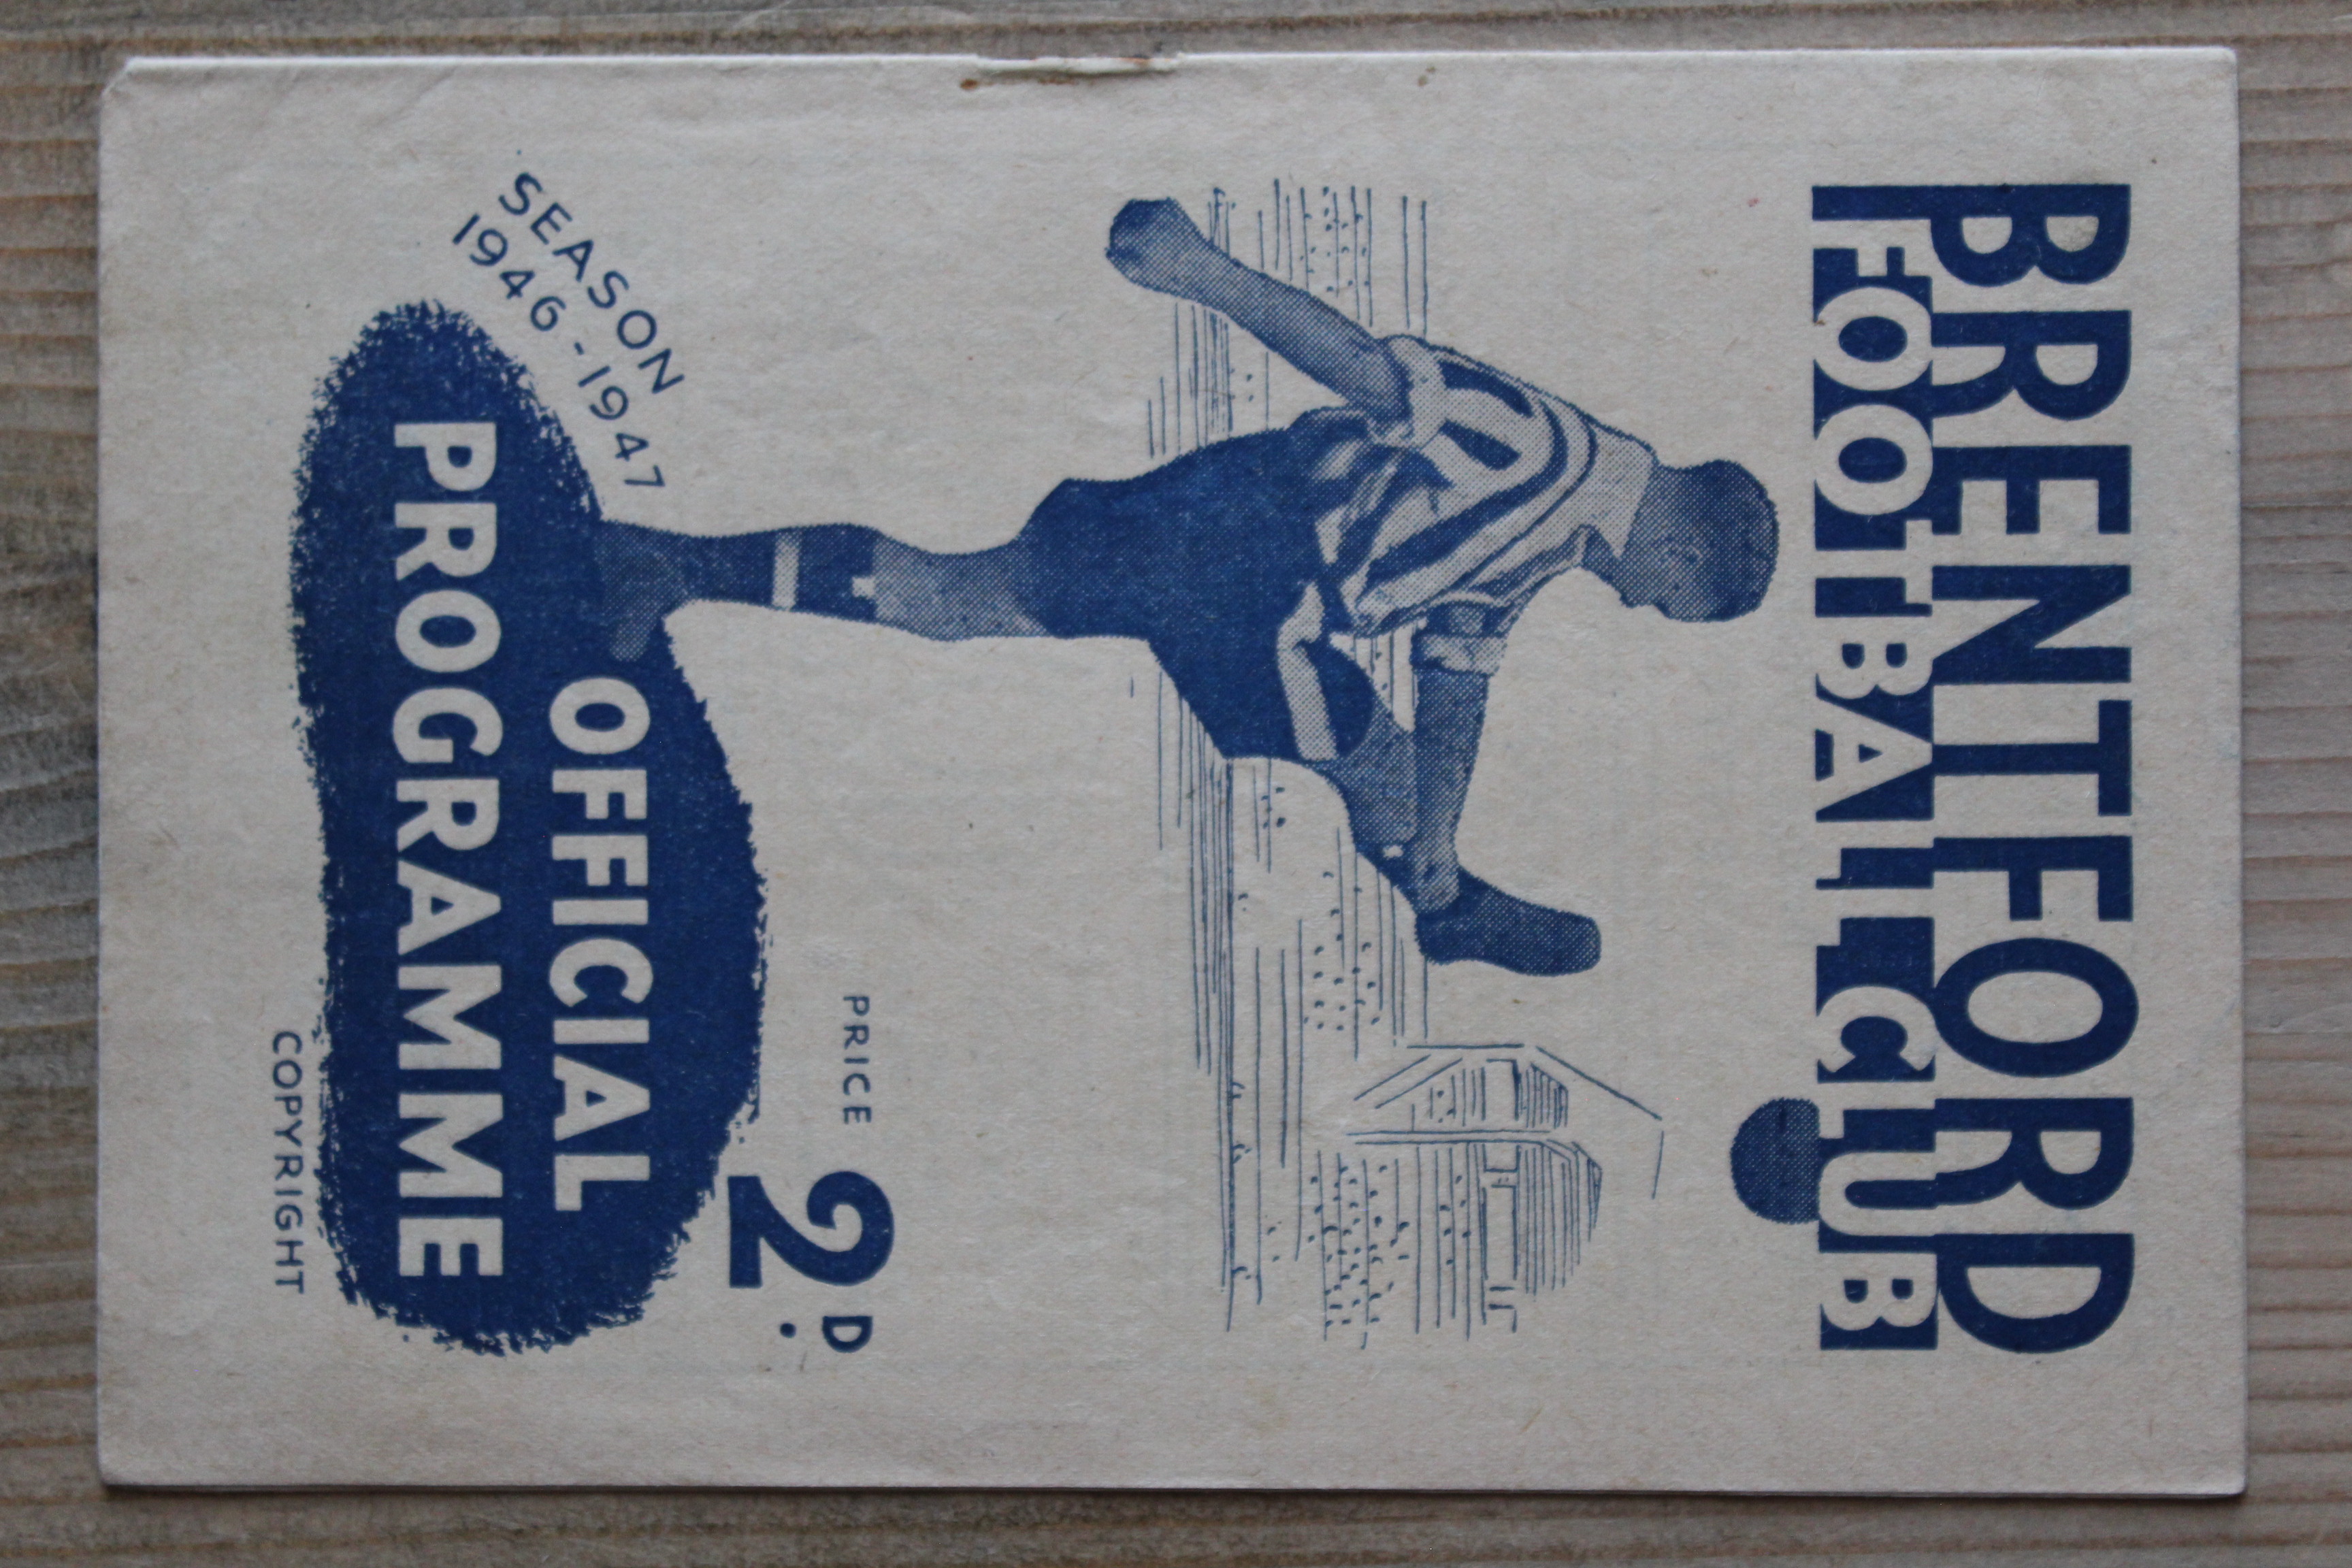 BRENTFORD
FOOTBALL CLUB
PRICE 2D.
SEASON
1946-1947
OFFICIAL
PROGRAMME
COPYRIGHT